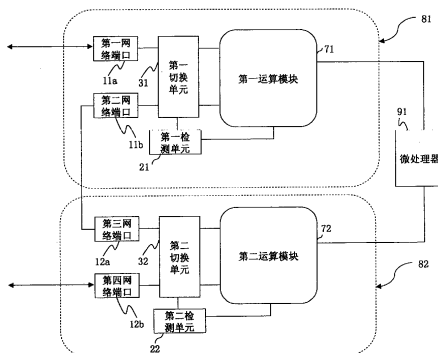 81
第一网
络端口
11a
第二网
络端口
11b
31
第一
切换
单元
第一检
测单元
21
71
第一运算模块
91
微处理器
第三网
络端口
12a
第四网
络端口
12b
32
第二
切换
单元
第二检
测单元
22
72
第二运算模块
82